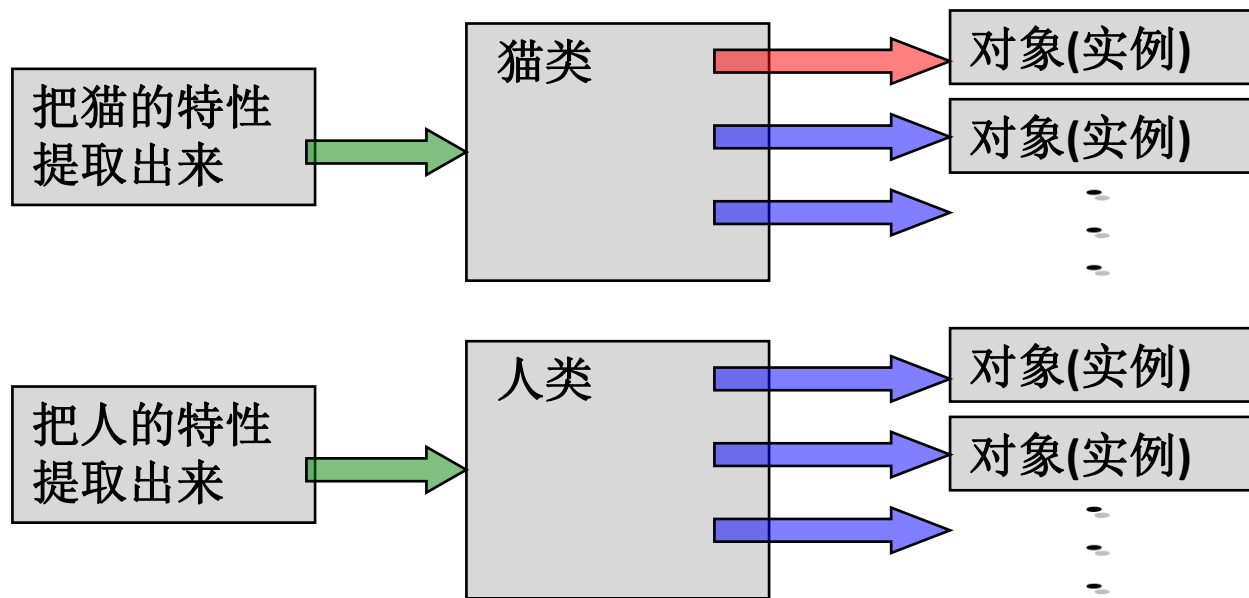 把猫的特性
提取出来
猫类
对象(实例)
对象(实例)
把人的特性
提取出来
人类
对象(实例)
对象(实例)